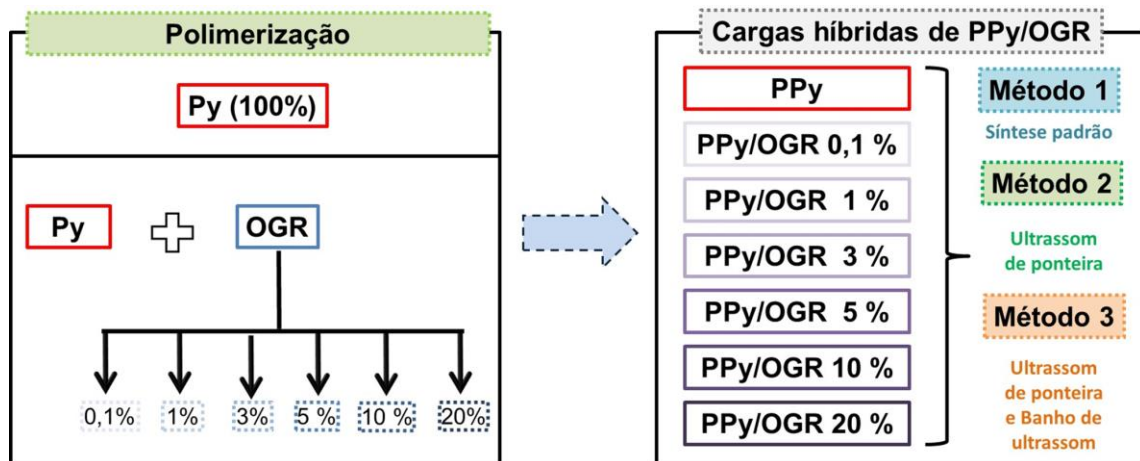 Polimerização
Py (100%)
Py
OGR
0,1%
1%
3%
5 %
10 %
20%
Cargas híbridas de PPy/OGR
PPy
PPy/OGR 0,1 %
PPy/OGR 1 %
PPy/OGR 3 %
PPy/OGR 5 %
PPy/OGR 10 %
PPy/OGR 20 %
Método 1
Síntese padrão
Método 2
Ultrassom
de ponteira
Método 3
Ultrassom
de ponteira
e Banho de
ultrassom